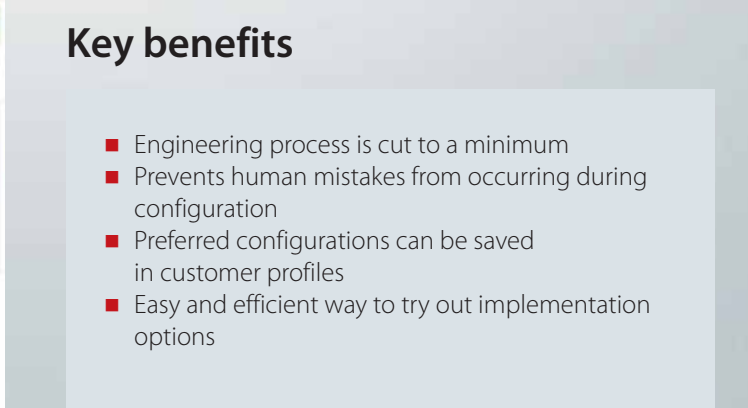 Key benefits
■ Engineering process is cut to a minimum
■ Prevents human mistakes from occurring during
configuration
■ Preferred configurations can be saved
in customer profiles
■ Easy and efficient way to try out implementation
options